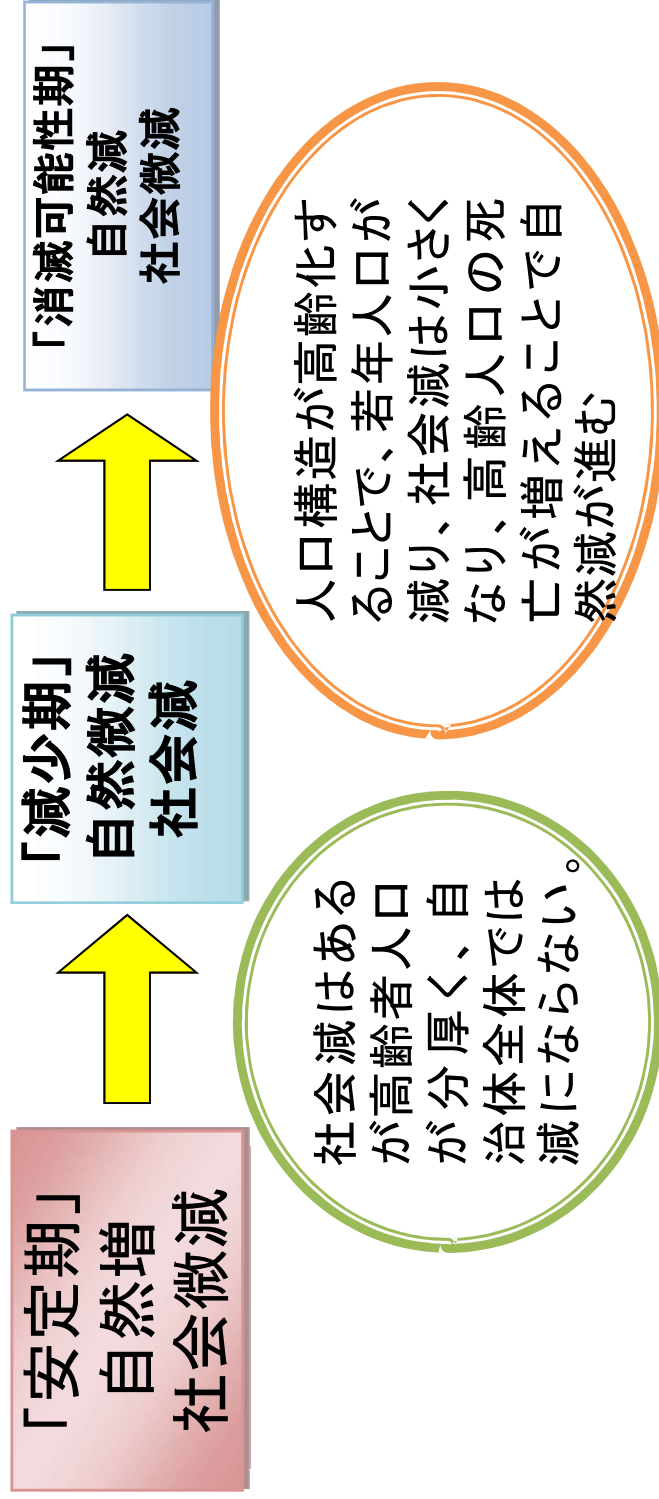 「安定期」
自然増
社会微減
「減少期」
自然微減
社会減
「消滅可能性期」
自然減
社会微減
社会減はある
が高齢者人口
が分厚く、自
治体全体では
減にならない。
人口構造が高齢化す
ることで、若年人口が
減り、社会減は小さく
なり、高齢人口の死
亡が増えることで自
然減が進む